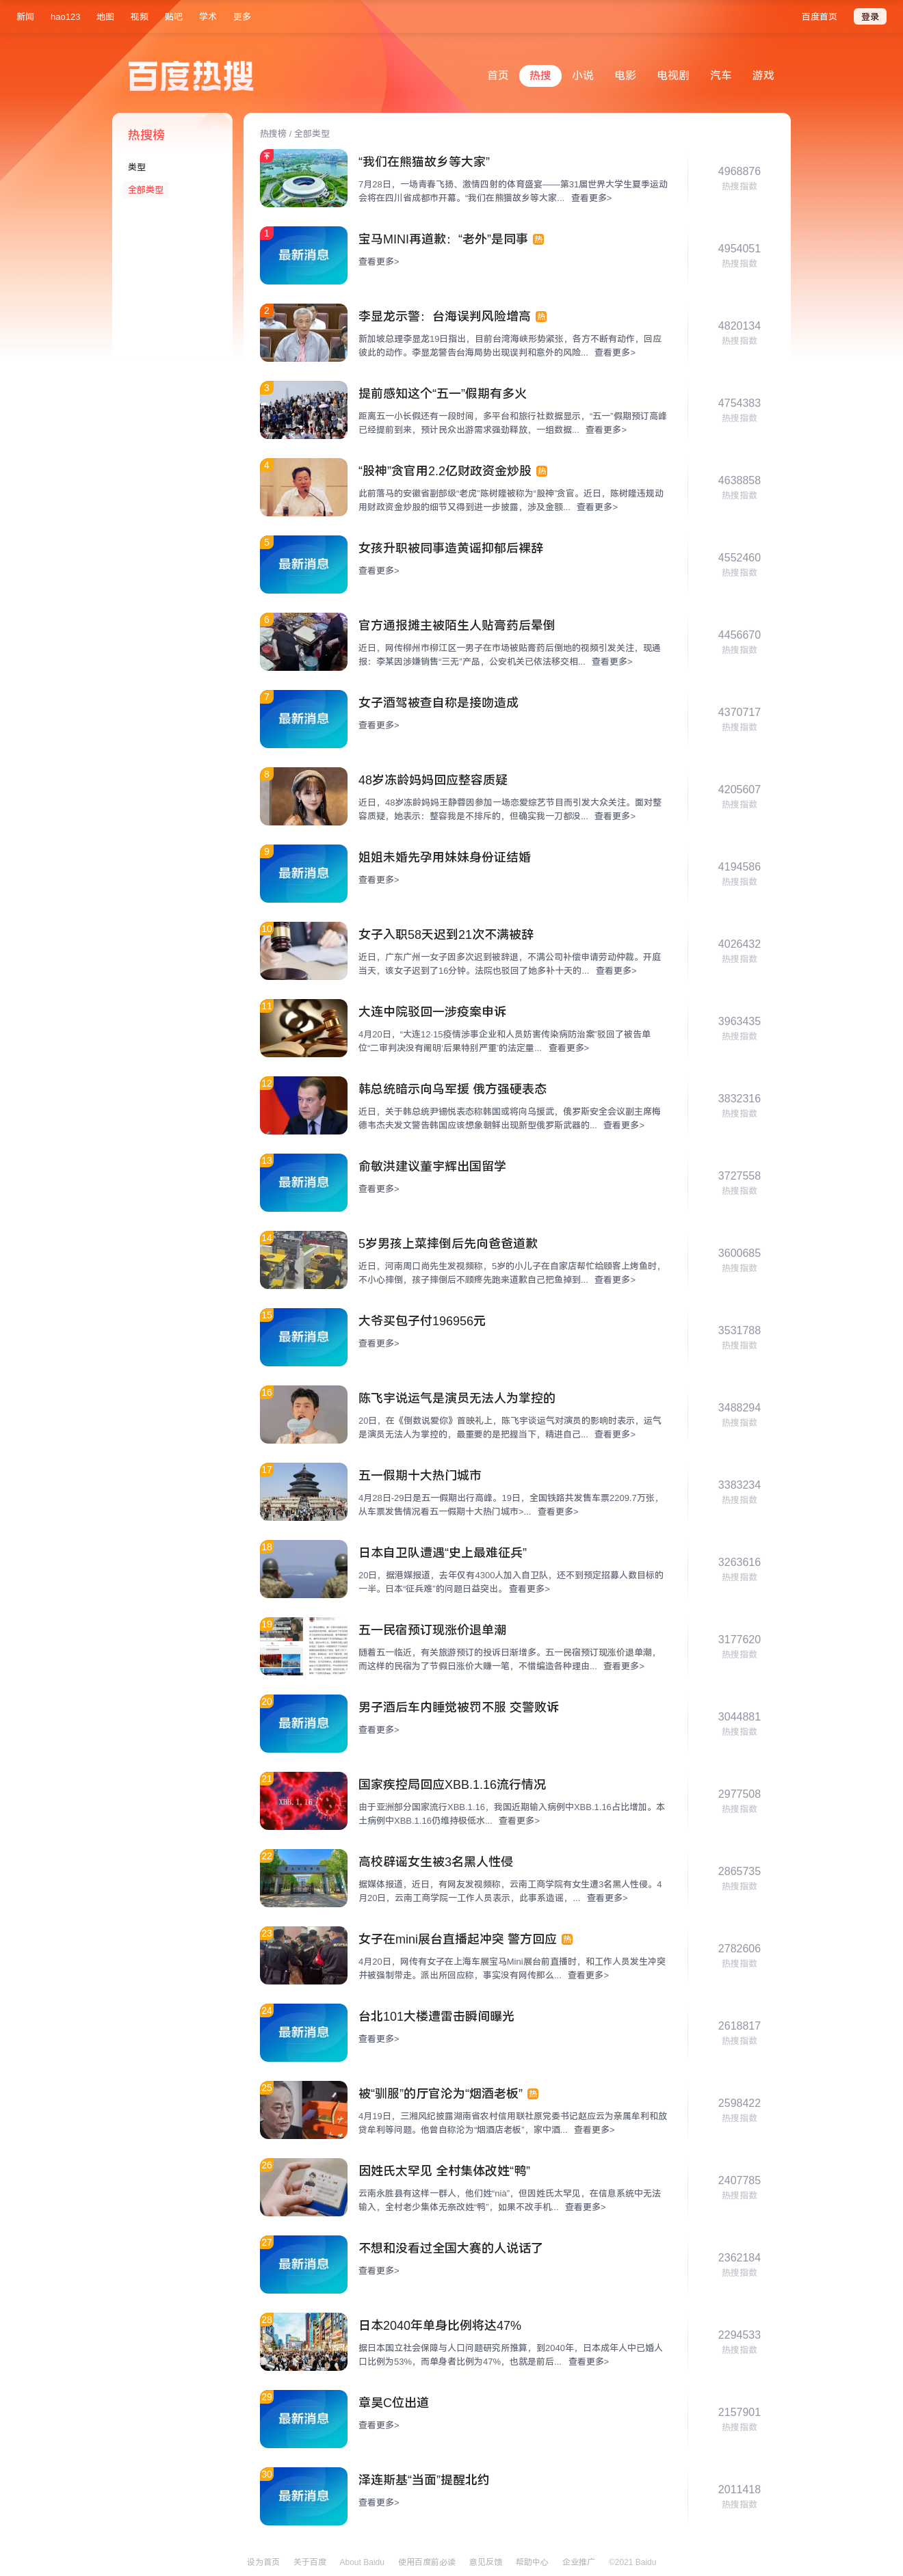 新闻 hao123 地图 视频 贴吧 学术 更多 百度首页 登录
百度热搜
首页 热搜 小说 电影 电视剧 汽车 游戏
热搜榜
类型
全部类型
热搜榜 / 全部类型
“我们在熊猫故乡等大家”
7月28日，一场青春飞扬、激情四射的体育盛宴——第31届世界大学生夏季运动
会将在四川省成都市开幕。“我们在熊猫故乡等大家... 查看更多>
4968876
热搜指数
1
最新消息
宝马MINI再道歉：“老外”是同事 热
查看更多>
4954051
热搜指数
2
李显龙示警：台海误判风险增高 热
新加坡总理李显龙19日指出，目前台湾海峡形势紧张，各方不断有动作，回应
彼此的动作。李显龙警告台海局势出现误判和意外的风险... 查看更多>
4820134
热搜指数
3
提前感知这个“五一”假期有多火
距离五一小长假还有一段时间，多平台和旅行社数据显示，“五一”假期预订高峰
已经提前到来，预计民众出游需求强劲释放，一组数据... 查看更多>
4754383
热搜指数
4
“股神”贪官用2.2亿财政资金炒股 热
此前落马的安徽省副部级“老虎”陈树隆被称为“股神”贪官。近日，陈树隆违规动
用财政资金炒股的细节又得到进一步披露，涉及金额... 查看更多>
4638858
热搜指数
5
最新消息
女孩升职被同事造黄谣抑郁后裸辞
查看更多>
4552460
热搜指数
6
官方通报摊主被陌生人贴膏药后晕倒
近日，网传柳州市柳江区一男子在市场被贴膏药后倒地的视频引发关注，现通
报：李某因涉嫌销售“三无”产品，公安机关已依法移交相... 查看更多>
4456670
热搜指数
7
最新消息
女子酒驾被查自称是接吻造成
查看更多>
4370717
热搜指数
8
48岁冻龄妈妈回应整容质疑
近日，48岁冻龄妈妈王静蓉因参加一场恋爱综艺节目而引发大众关注。面对整
容质疑，她表示：整容我是不排斥的，但确实我一刀都没... 查看更多>
4205607
热搜指数
9
最新消息
姐姐未婚先孕用妹妹身份证结婚
查看更多>
4194586
热搜指数
10
女子入职58天迟到21次不满被辞
近日，广东广州一女子因多次迟到被辞退，不满公司补偿申请劳动仲裁。开庭
当天，该女子迟到了16分钟。法院也驳回了她多补十天的... 查看更多>
4026432
热搜指数
11
大连中院驳回一涉疫案申诉
4月20日，“大连12·15疫情涉事企业和人员妨害传染病防治案”驳回了被告单
位“二审判决没有阐明‘后果特别严重’的法定量... 查看更多>
3963435
热搜指数
12
韩总统暗示向乌军援 俄方强硬表态
近日，关于韩总统尹锡悦表态称韩国或将向乌援武，俄罗斯安全会议副主席梅
德韦杰夫发文警告韩国应该想象朝鲜出现新型俄罗斯武器的... 查看更多>
3832316
热搜指数
13
最新消息
俞敏洪建议董宇辉出国留学
查看更多>
3727558
热搜指数
14
5岁男孩上菜摔倒后先向爸爸道歉
近日，河南周口尚先生发视频称，5岁的小儿子在自家店帮忙给顾客上烤鱼时，
不小心摔倒，孩子摔倒后不顾疼先跑来道歉自己把鱼掉到... 查看更多>
3600685
热搜指数
15
最新消息
大爷买包子付196956元
查看更多>
3531788
热搜指数
16
陈飞宇说运气是演员无法人为掌控的
20日，在《倒数说爱你》首映礼上，陈飞宇谈运气对演员的影响时表示，运气
是演员无法人为掌控的，最重要的是把握当下，精进自己... 查看更多>
3488294
热搜指数
17
五一假期十大热门城市
4月28日-29日是五一假期出行高峰。19日，全国铁路共发售车票2209.7万张，
从车票发售情况看五一假期十大热门城市>... 查看更多>
3383234
热搜指数
18
日本自卫队遭遇“史上最难征兵”
20日，据港媒报道，去年仅有4300人加入自卫队，还不到预定招募人数目标的
一半。日本“征兵难”的问题日益突出。 查看更多>
3263616
热搜指数
19
五一民宿预订现涨价退单潮
随着五一临近，有关旅游预订的投诉日渐增多。五一民宿预订现涨价退单潮，
而这样的民宿为了节假日涨价大赚一笔，不惜编造各种理由... 查看更多>
3177620
热搜指数
20
最新消息
男子酒后车内睡觉被罚不服 交警败诉
查看更多>
3044881
热搜指数
21
XBB.1.16
国家疾控局回应XBB.1.16流行情况
由于亚洲部分国家流行XBB.1.16，我国近期输入病例中XBB.1.16占比增加。本
土病例中XBB.1.16仍维持极低水... 查看更多>
2977508
热搜指数
22
高校辟谣女生被3名黑人性侵
据媒体报道，近日，有网友发视频称，云南工商学院有女生遭3名黑人性侵。4
月20日，云南工商学院一工作人员表示，此事系造谣，... 查看更多>
2865735
热搜指数
23
女子在mini展台直播起冲突 警方回应 热
4月20日，网传有女子在上海车展宝马Mini展台前直播时，和工作人员发生冲突
并被强制带走。派出所回应称，事实没有网传那么... 查看更多>
2782606
热搜指数
24
最新消息
台北101大楼遭雷击瞬间曝光
查看更多>
2618817
热搜指数
25
被“驯服”的厅官沦为“烟酒老板” 热
4月19日，三湘风纪披露湖南省农村信用联社原党委书记赵应云为亲属牟利和放
贷牟利等问题。他曾自称沦为“烟酒店老板”，家中酒... 查看更多>
2598422
热搜指数
26
因姓氏太罕见 全村集体改姓“鸭”
云南永胜县有这样一群人，他们姓“nià”，但因姓氏太罕见，在信息系统中无法
输入，全村老少集体无奈改姓“鸭”，如果不改手机... 查看更多>
2407785
热搜指数
27
最新消息
不想和没看过全国大赛的人说话了
查看更多>
2362184
热搜指数
28
日本2040年单身比例将达47%
据日本国立社会保障与人口问题研究所推算，到2040年，日本成年人中已婚人
口比例为53%，而单身者比例为47%，也就是前后... 查看更多>
2294533
热搜指数
29
最新消息
章昊C位出道
查看更多>
2157901
热搜指数
30
最新消息
泽连斯基“当面”提醒北约
查看更多>
2011418
热搜指数
设为首页 关于百度 About Baidu 使用百度前必读 意见反馈 帮助中心 企业推广 ©2021 Baidu